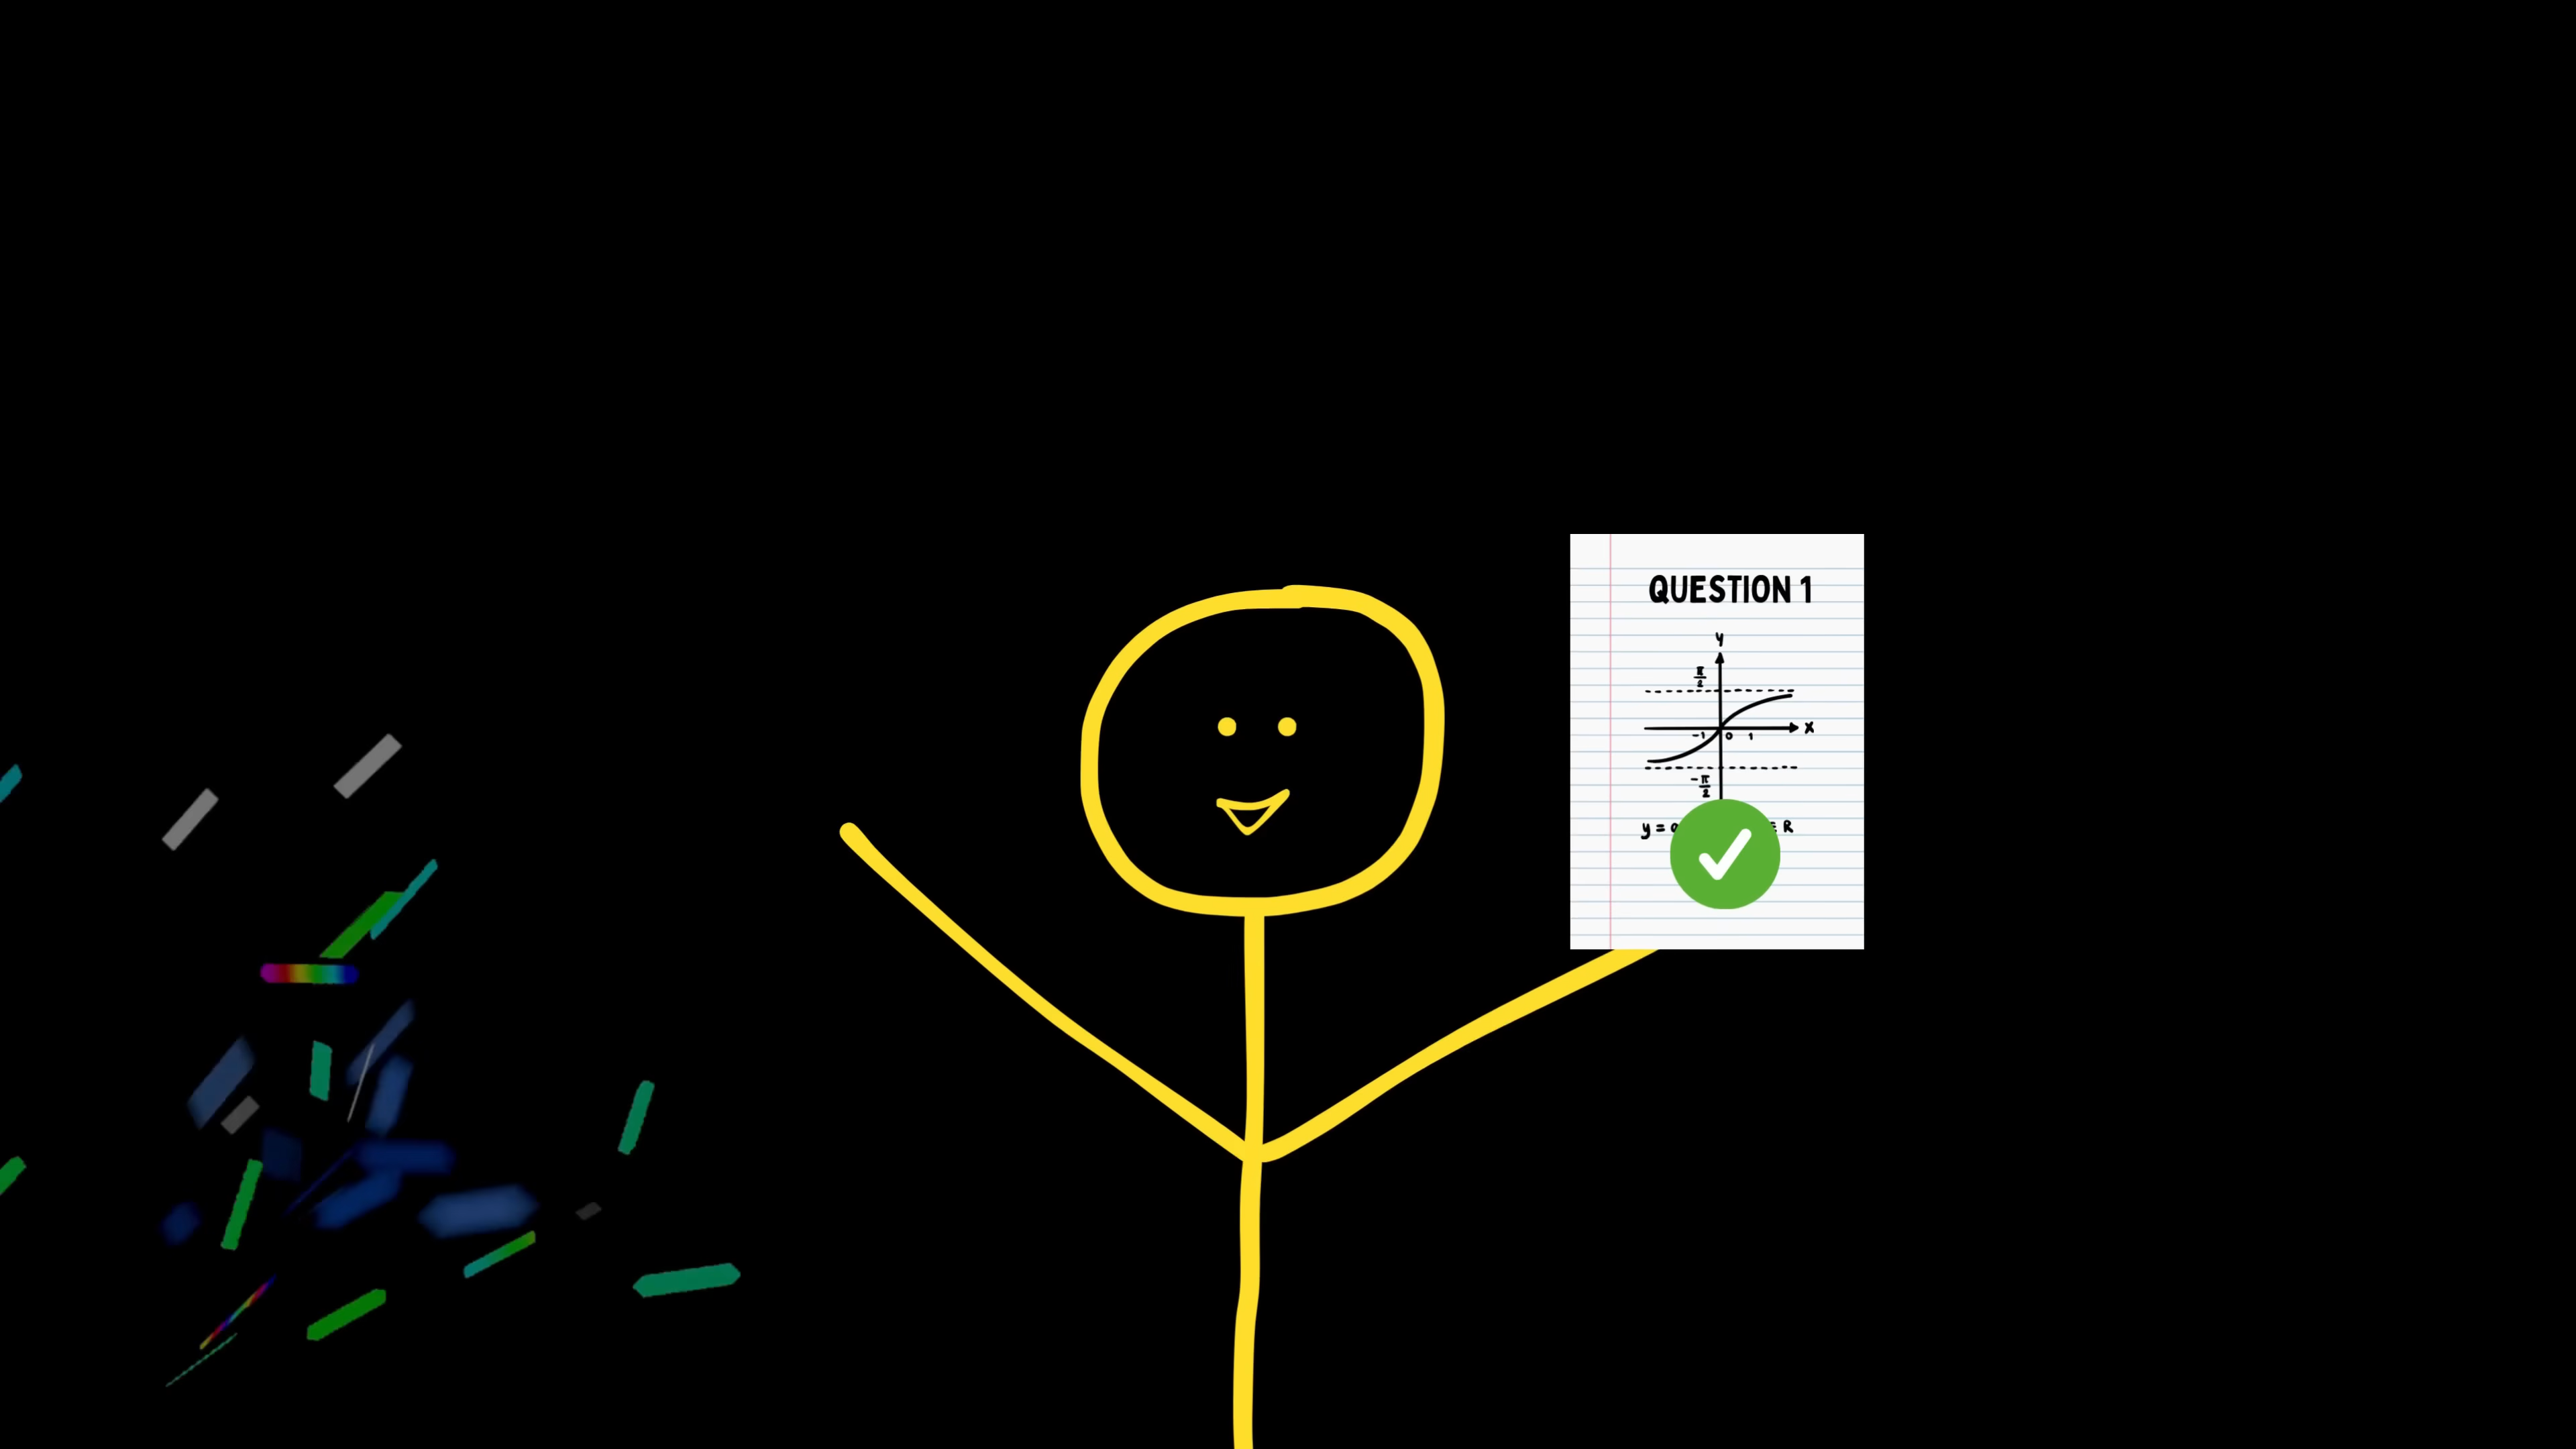 QUESTION 1
y
π/2
x
-1 0 1
-π/2
y = R